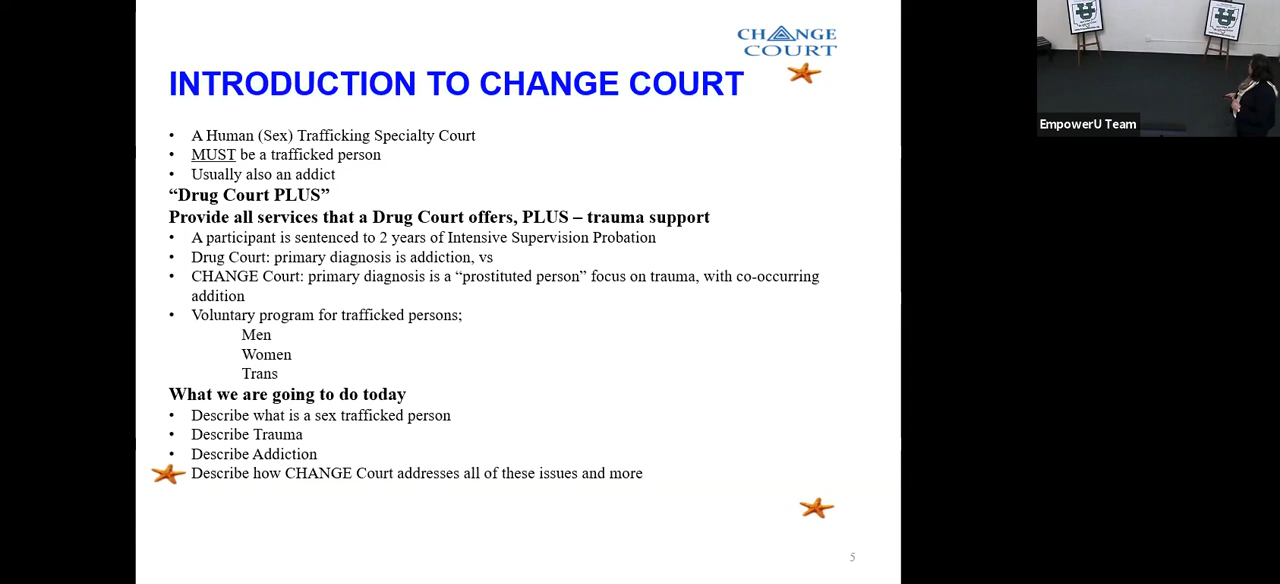 CHANGE
COURT
INTRODUCTION TO CHANGE COURT
• A Human (Sex) Trafficking Specialty Court
• MUST be a trafficked person
• Usually also an addict
“Drug Court PLUS”
Provide all services that a Drug Court offers, PLUS – trauma support
• A participant is sentenced to 2 years of Intensive Supervision Probation
• Drug Court: primary diagnosis is addiction, vs
• CHANGE Court: primary diagnosis is a “prostituted person” focus on trauma, with co-occurring
addition
• Voluntary program for trafficked persons;
Men
Women
Trans
What we are going to do today
• Describe what is a sex trafficked person
• Describe Trauma
• Describe Addiction
Describe how CHANGE Court addresses all of these issues and more
5
EmpowerU Team